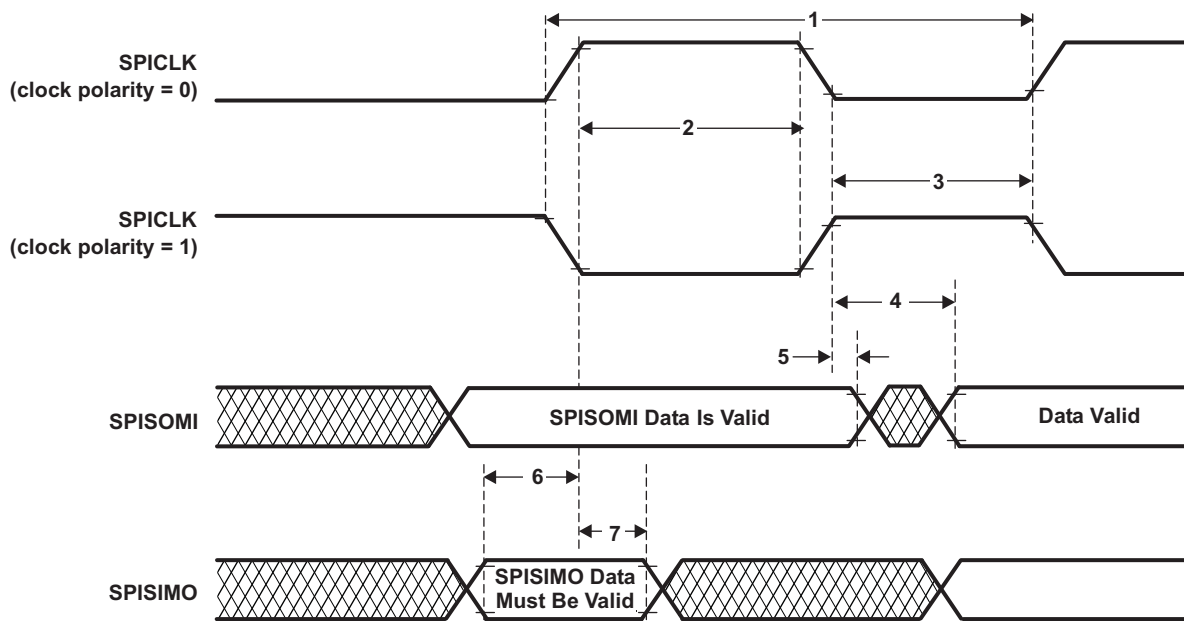 1
SPICLK
(clock polarity = 0)
2
3
SPICLK
(clock polarity = 1)
4
5
SPISOMI
SPISOMI Data Is Valid
Data Valid
6
7
SPISIMO
SPISIMO Data
Must Be Valid